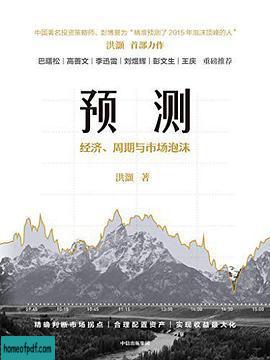 中国著名投资策略师、彭博誉为“精准预测了2015年泡沫顶峰的人”
洪灏 首部力作
巴曙松|高善文|李迅雷|刘煜辉|彭文生|王庆 重磅推荐
预测
经济、周期与市场泡沫
洪灏 著
精确判断市场拐点|合理配置资产|实现收益最大化
中信出版集团
homeofpdf.com